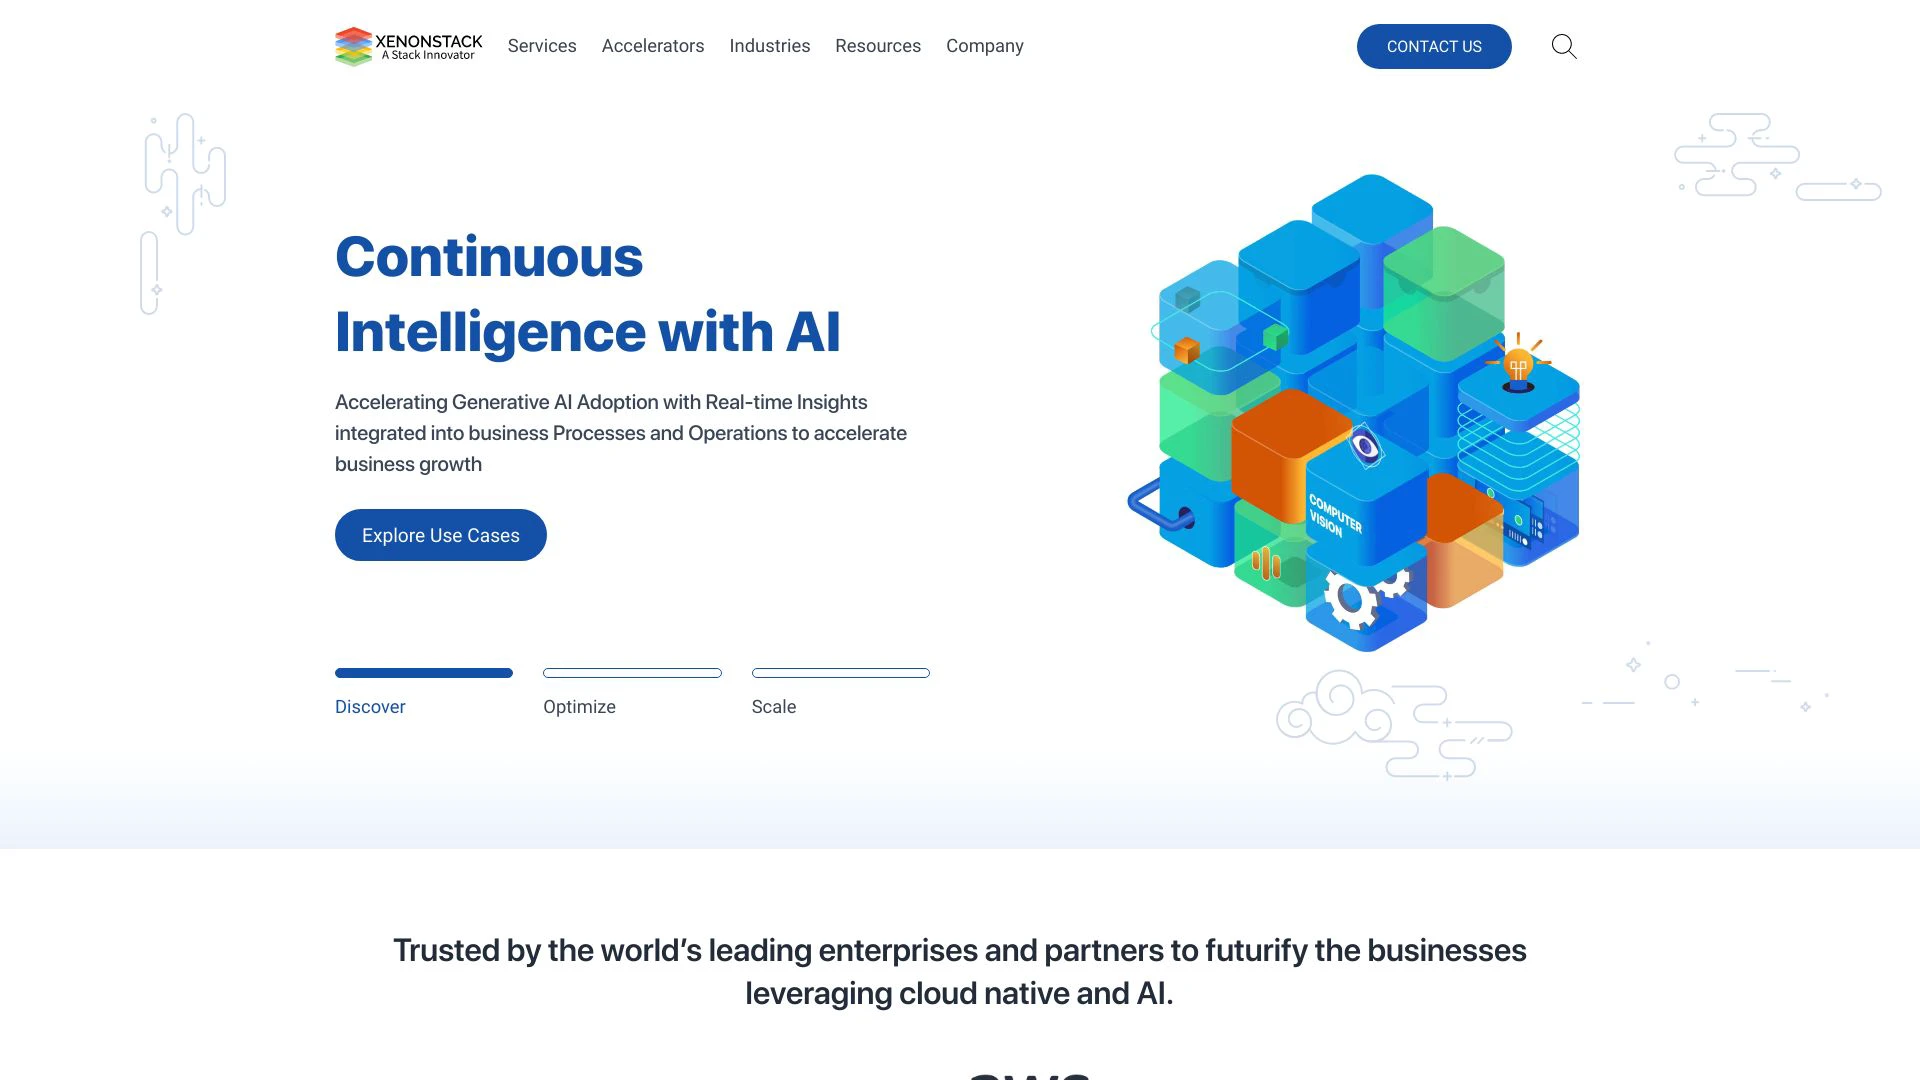 XENONSTACK
A Stack Innovator
Services
Accelerators
Industries
Resources
Company
CONTACT US
Continuous
Intelligence with AI
Accelerating Generative AI Adoption with Real-time Insights
integrated into business Processes and Operations to accelerate
business growth
Explore Use Cases
COMPUTER
VISION
Discover
Optimize
Scale
Trusted by the world’s leading enterprises and partners to futurify the businesses
leveraging cloud native and AI.